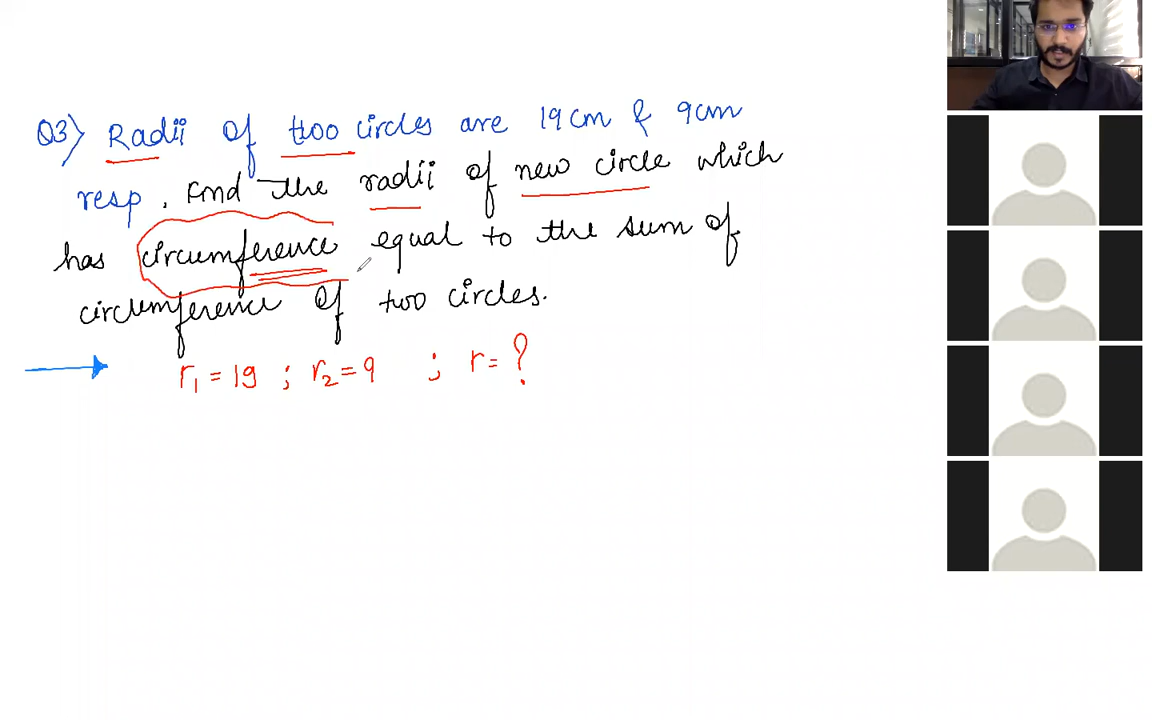 Q3) Radii of two circles are 19cm & 9cm
resp. Find the radii of new circle which
has circumference equal to the sum of
circumference of two circles.
r₁ = 19 ; r₂ = 9 ; r = ?